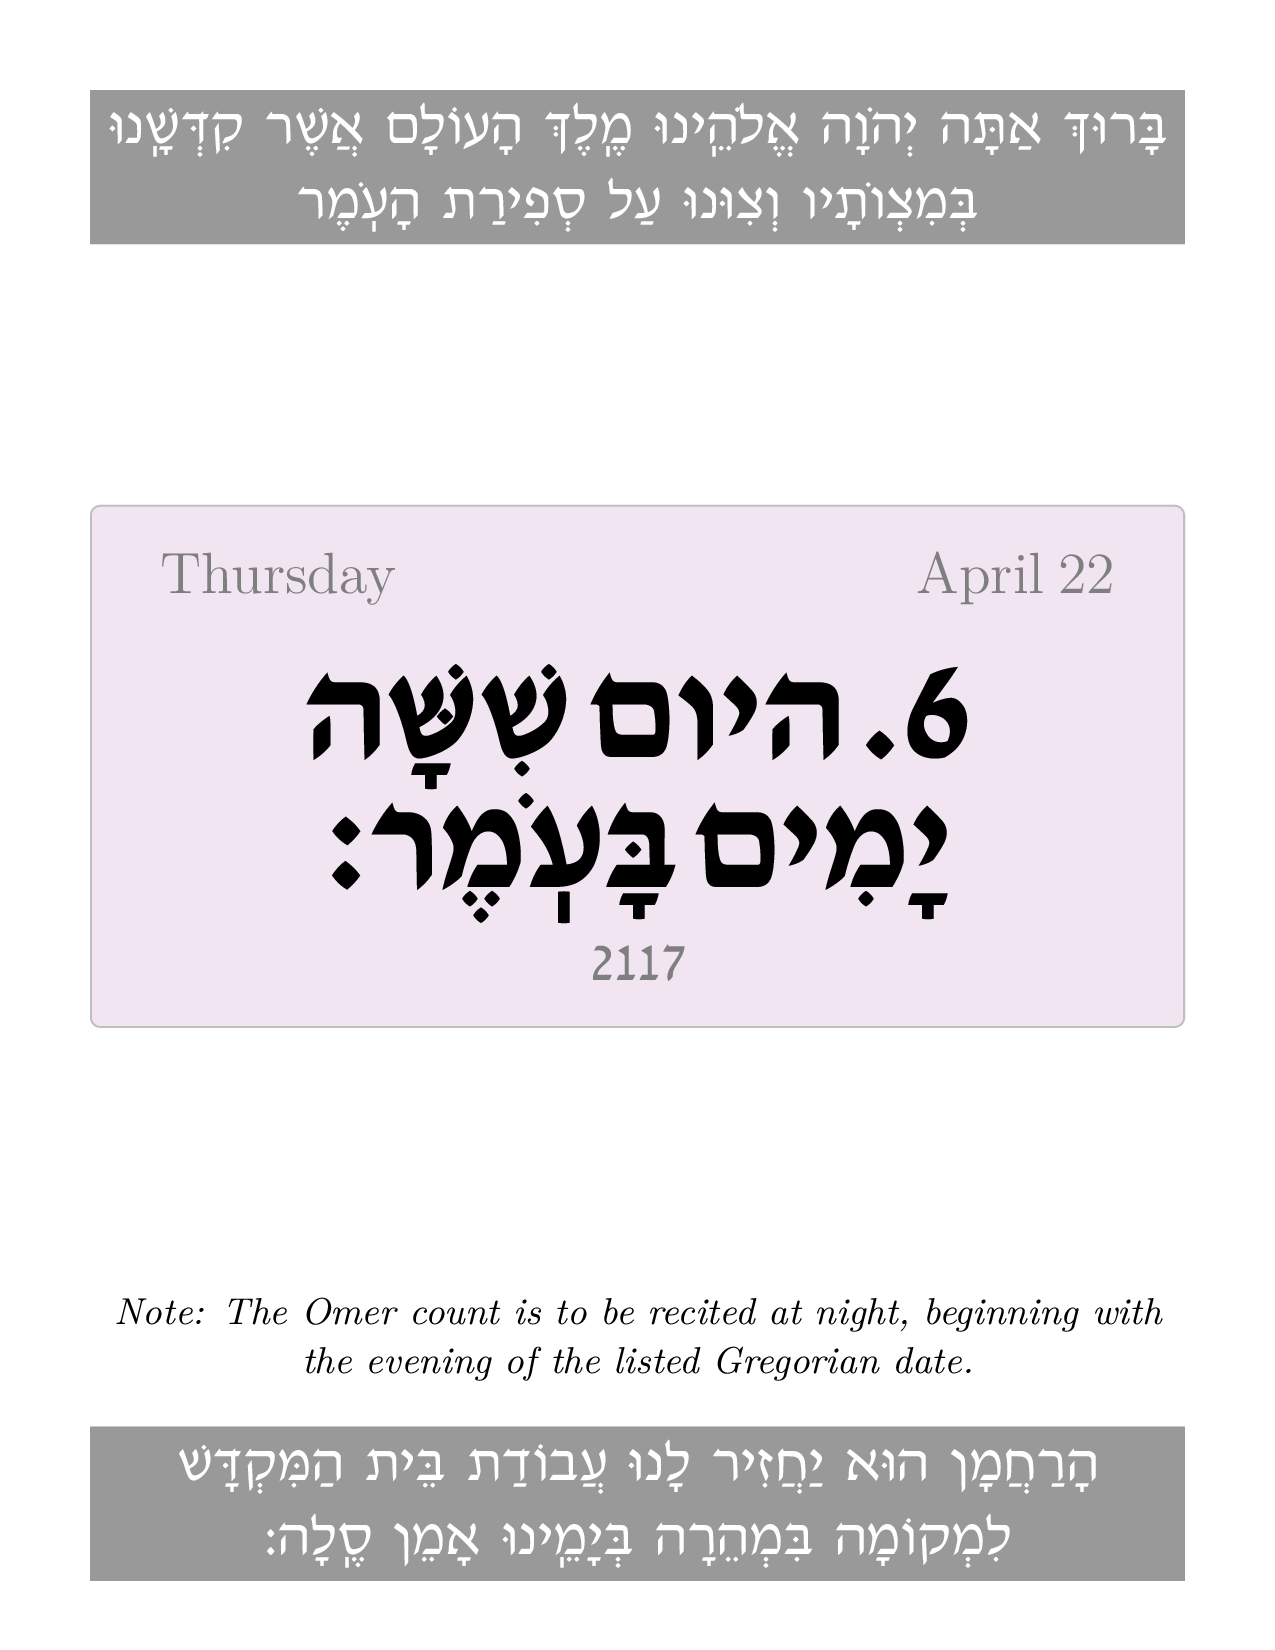 בָּרוּךְ אַתָּה יְהֹוָה אֱלֹהֵֽינוּ מֶֽלֶךְ הָעוֹלָם אֲשֶׁר קִדְּשָֽׁנוּ
בְּמִצְוֹתָיו וְצִוּנוּ עַל סְפִירַת הָעֽוֹמֶר
Thursday April 22
6. היום שִׁשָּׁה
יָמִים בָּעֽוֹמֶר:
2117
Note: The Omer count is to be recited at night, beginning with
the evening of the listed Gregorian date.
הָרַחֲמָן הוּא יַחֲזִיר לָנוּ עֲבוֹדַת בֵּית הַמִּקְדָּשׁ
לִמְקוֹמָהּ בִּמְהֵרָה בְּיָמֵֽינוּ אָמֵן סֶֽלָה: